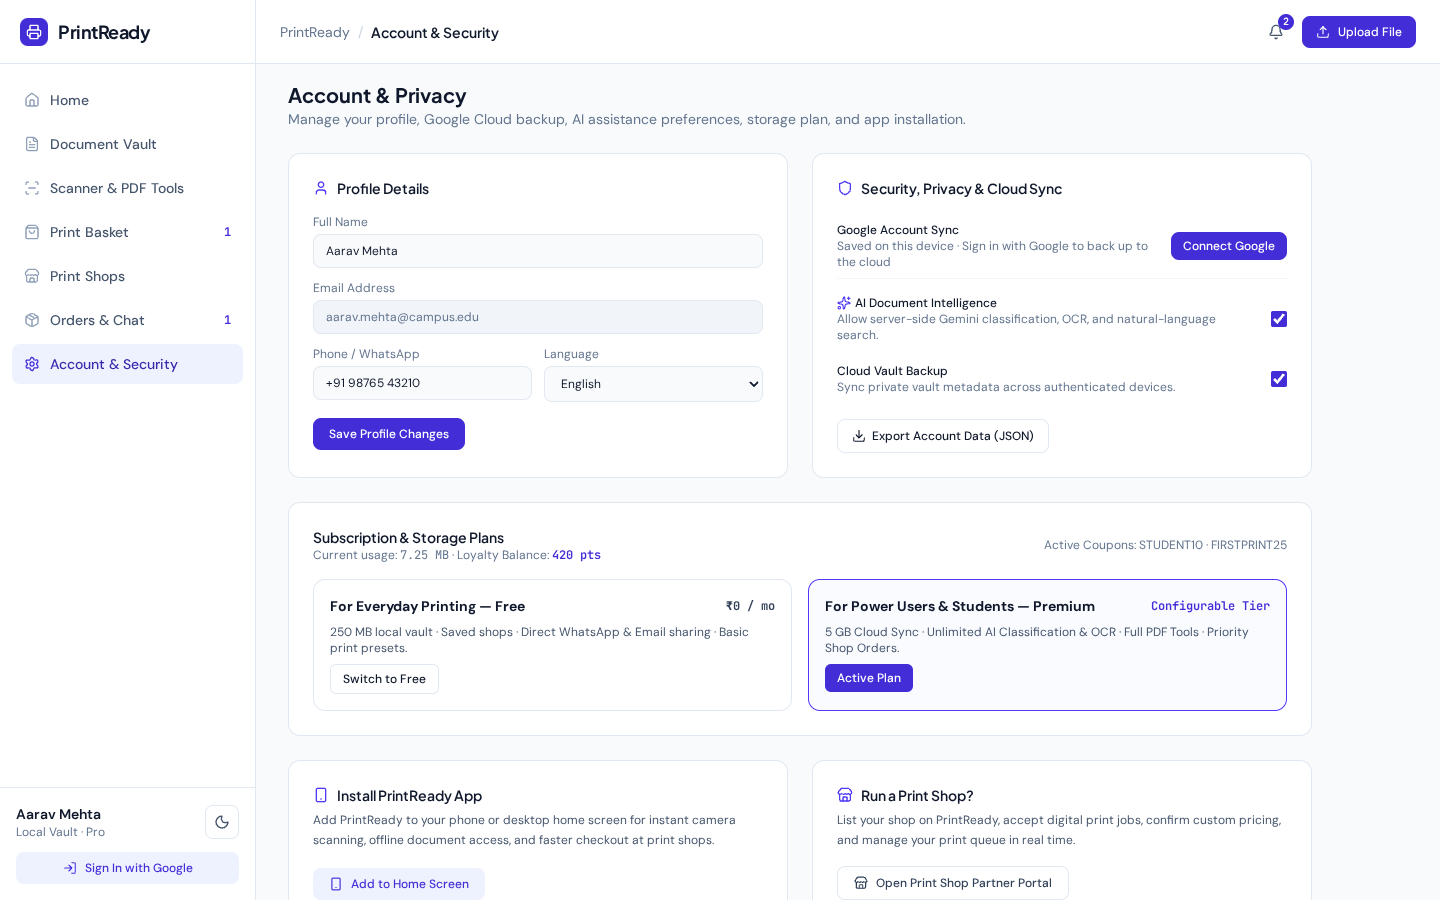 PrintReady
PrintReady / Account & Security
2
Upload File
Home
Document Vault
Scanner & PDF Tools
Print Basket 1
Print Shops
Orders & Chat 1
Account & Security
Aarav Mehta
Local Vault · Pro
Sign In with Google
Account & Privacy
Manage your profile, Google Cloud backup, AI assistance preferences, storage plan, and app installation.
Profile Details
Full Name
Aarav Mehta
Email Address
aarav.mehta@campus.edu
Phone / WhatsApp
Language
+91 98765 43210
English
Save Profile Changes
Security, Privacy & Cloud Sync
Google Account Sync
Saved on this device · Sign in with Google to back up to
the cloud
Connect Google
AI Document Intelligence
Allow server-side Gemini classification, OCR, and natural-language
search.
Cloud Vault Backup
Sync private vault metadata across authenticated devices.
Export Account Data (JSON)
Subscription & Storage Plans
Current usage: 7.25 MB · Loyalty Balance: 420 pts
Active Coupons: STUDENT10 · FIRSTPRINT25
For Everyday Printing — Free
₹0 / mo
250 MB local vault · Saved shops · Direct WhatsApp & Email sharing · Basic
print presets.
Switch to Free
For Power Users & Students — Premium
Configurable Tier
5 GB Cloud Sync · Unlimited AI Classification & OCR · Full PDF Tools · Priority
Shop Orders.
Active Plan
Install PrintReady App
Add PrintReady to your phone or desktop home screen for instant camera
scanning, offline document access, and faster checkout at print shops.
Add to Home Screen
Run a Print Shop?
List your shop on PrintReady, accept digital print jobs, confirm custom pricing,
and manage your print queue in real time.
Open Print Shop Partner Portal